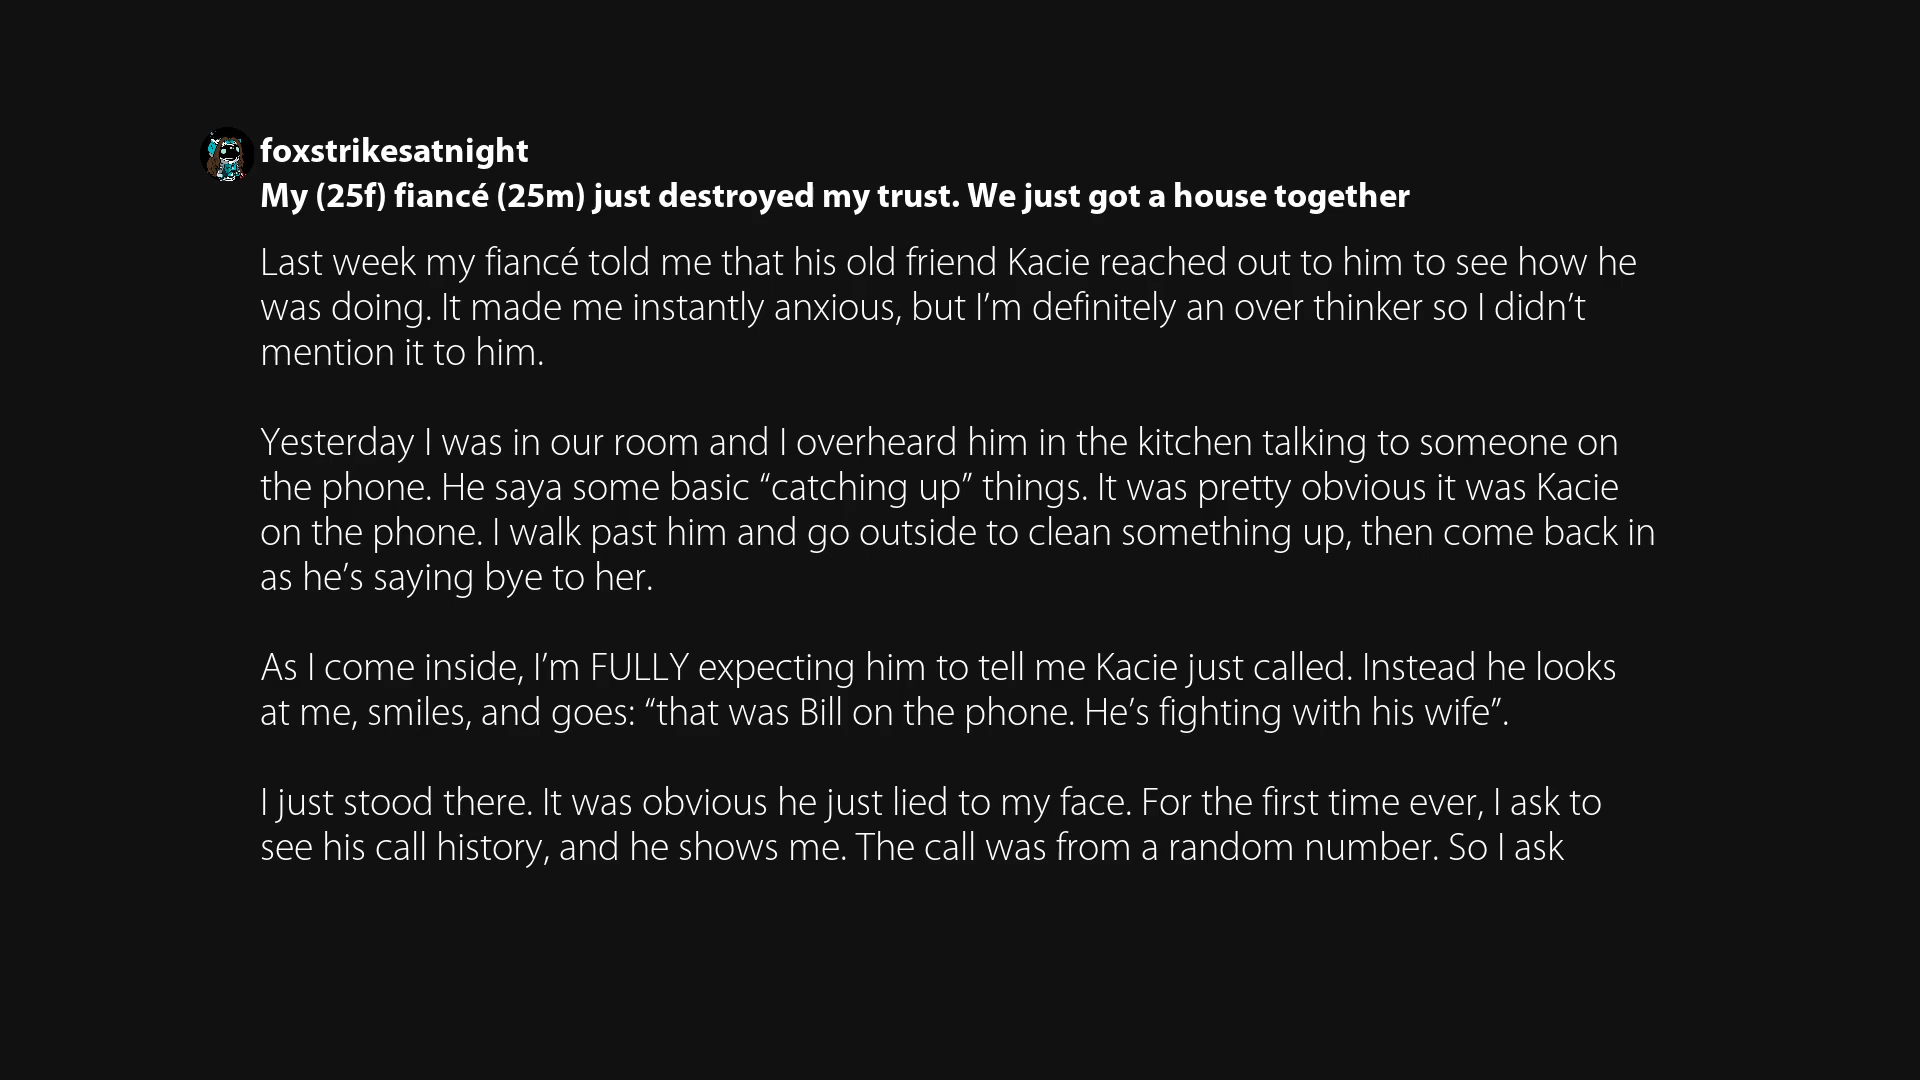 foxstrikesatnight
My (25f) fiancé (25m) just destroyed my trust. We just got a house together
Last week my fiancé told me that his old friend Kacie reached out to him to see how he
was doing. It made me instantly anxious, but I’m definitely an over thinker so I didn’t
mention it to him.
Yesterday I was in our room and I overheard him in the kitchen talking to someone on
the phone. He saya some basic “catching up” things. It was pretty obvious it was Kacie
on the phone. I walk past him and go outside to clean something up, then come back in
as he’s saying bye to her.
As I come inside, I’m FULLY expecting him to tell me Kacie just called. Instead he looks
at me, smiles, and goes: “that was Bill on the phone. He’s fighting with his wife”.
I just stood there. It was obvious he just lied to my face. For the first time ever, I ask to
see his call history, and he shows me. The call was from a random number. So I ask